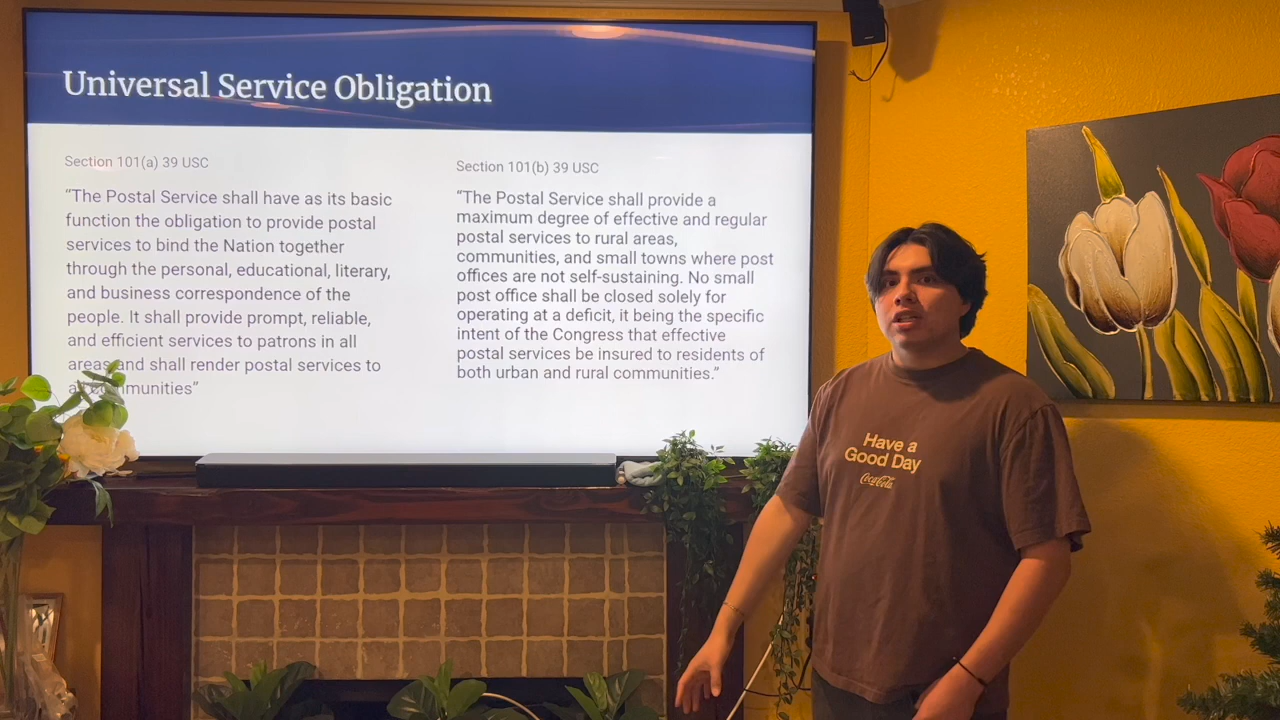 Universal Service Obligation
Section 101(a) 39 USC
“The Postal Service shall have as its basic
function the obligation to provide postal
services to bind the Nation together
through the personal, educational, literary,
and business correspondence of the
people. It shall provide prompt, reliable,
and efficient services to patrons in all
areas and shall render postal services to
communities”
Section 101(b) 39 USC
“The Postal Service shall provide a
maximum degree of effective and regular
postal services to rural areas,
communities, and small towns where post
offices are not self-sustaining. No small
post office shall be closed solely for
operating at a deficit, it being the specific
intent of the Congress that effective
postal services be insured to residents of
both urban and rural communities.”
Have a
Good Day
Coca-Cola